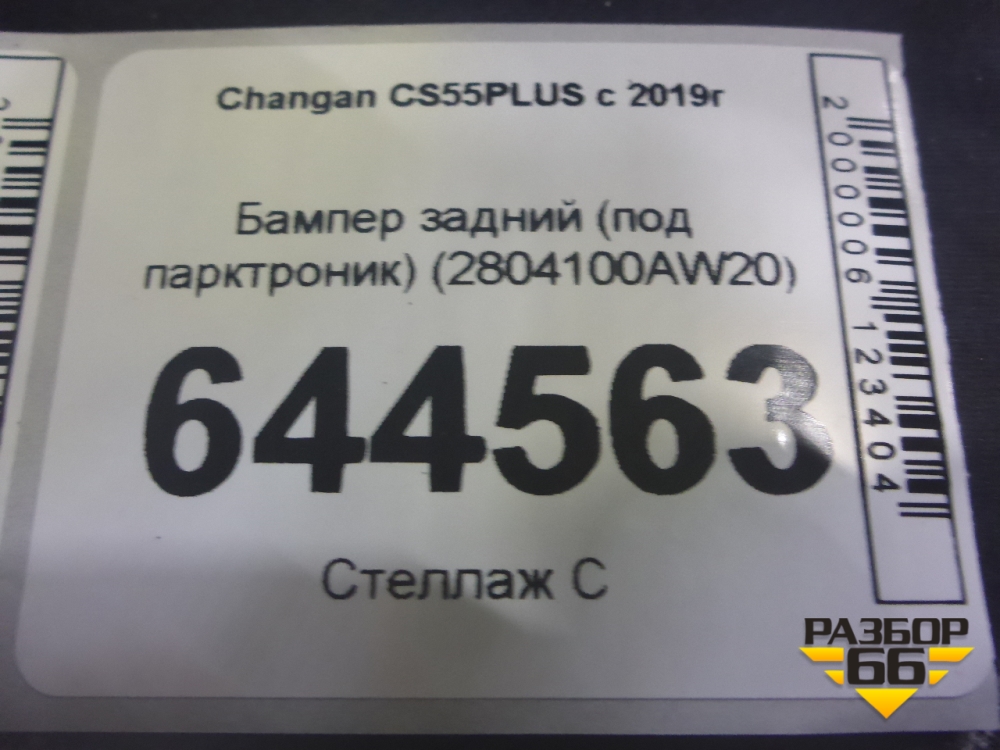 Changan CS55PLUS с 2019г
Бампер задний (под
парктроник) (2804100AW20)
644563
Стеллаж С
2000006123404
РАЗБОР
66